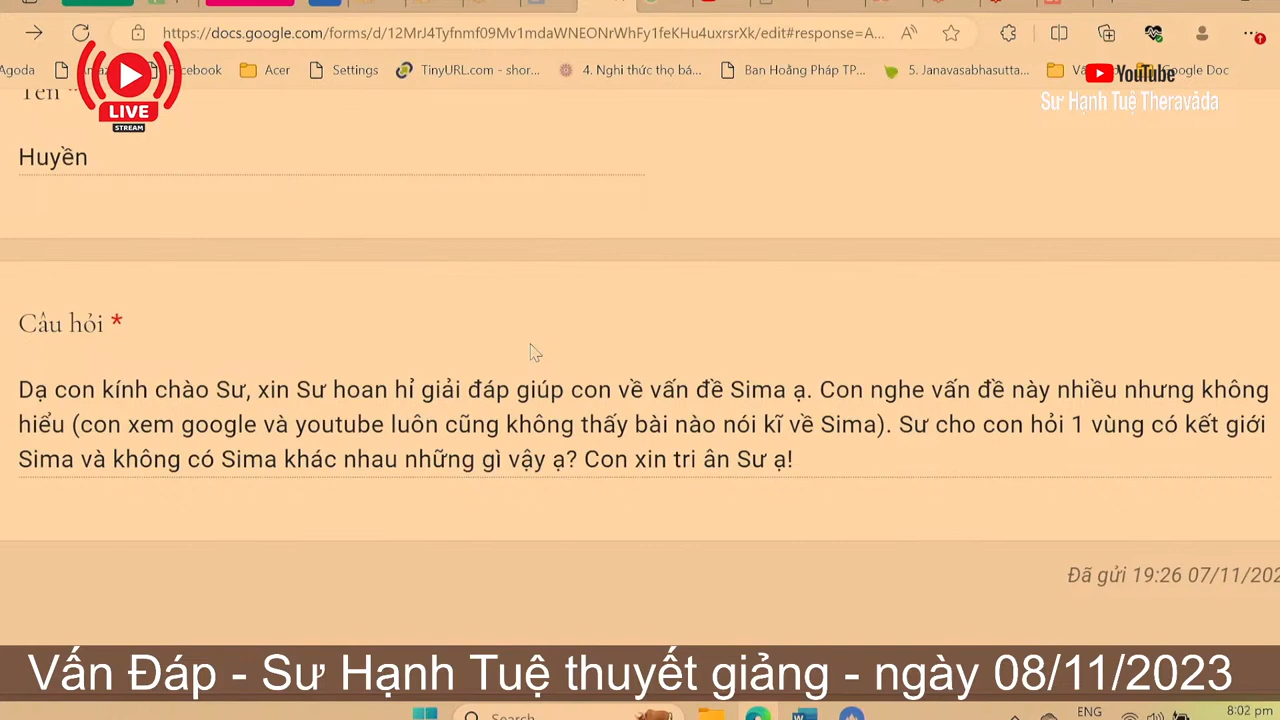 https://docs.google.com/forms/d/12MrJ4Tyfnmf09Mv1mdaWNEONrWhFy1feKHu4uxrsrXk/edit#response=A...
Agoda
Facebook
Acer
Settings
TinyURL.com - shor...
4. Nghi thức thọ bá...
Ban Hoằng Pháp TP...
5. Janavasabhasutta...
Google Doc
LIVE
STREAM
YouTube
Sư Hạnh Tuệ Theravāda
Tên *
Huyền
Câu hỏi *
Dạ con kính chào Sư, xin Sư hoan hỉ giải đáp giúp con về vấn đề Sima ạ. Con nghe vấn đề này nhiều nhưng không
hiểu (con xem google và youtube luôn cũng không thấy bài nào nói kĩ về Sima). Sư cho con hỏi 1 vùng có kết giới
Sima và không có Sima khác nhau những gì vậy ạ? Con xin tri ân Sư ạ!
Đã gửi 19:26 07/11/202
Vấn Đáp - Sư Hạnh Tuệ thuyết giảng - ngày 08/11/2023
Search
ENG
8:02 pm